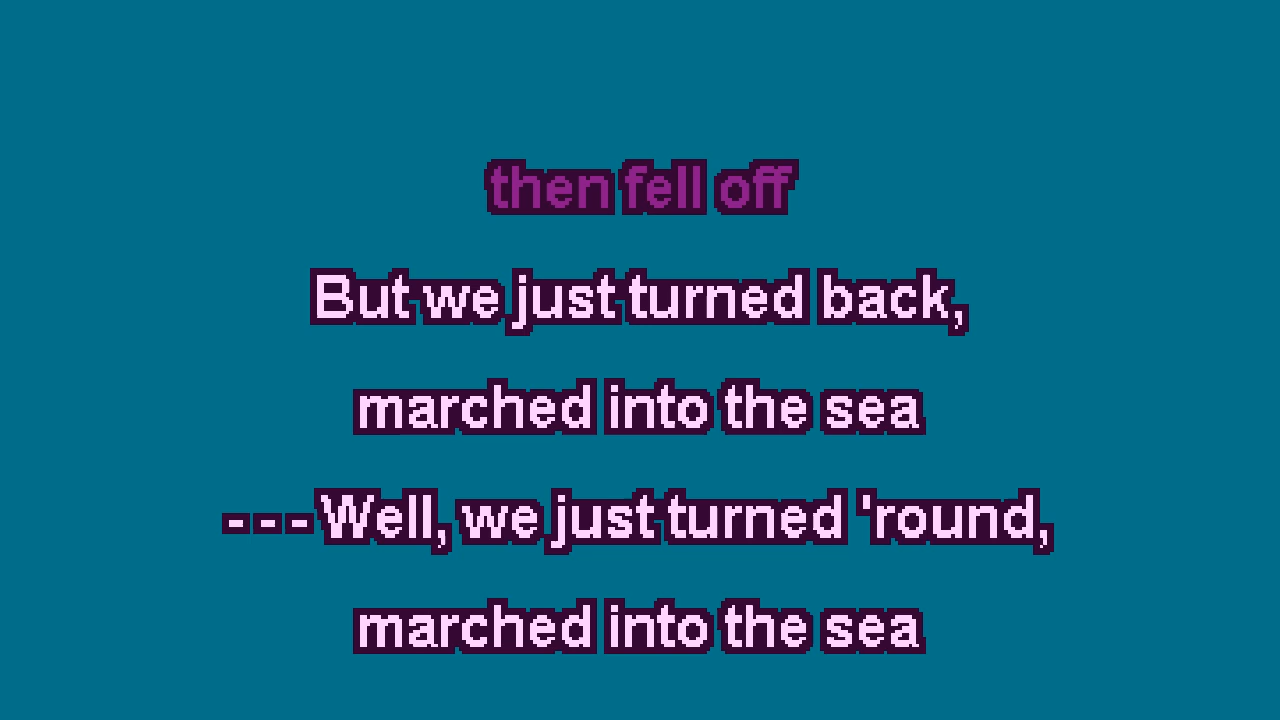 then fell off
But we just turned back,
marched into the sea
---Well, we just turned 'round,
marched into the sea